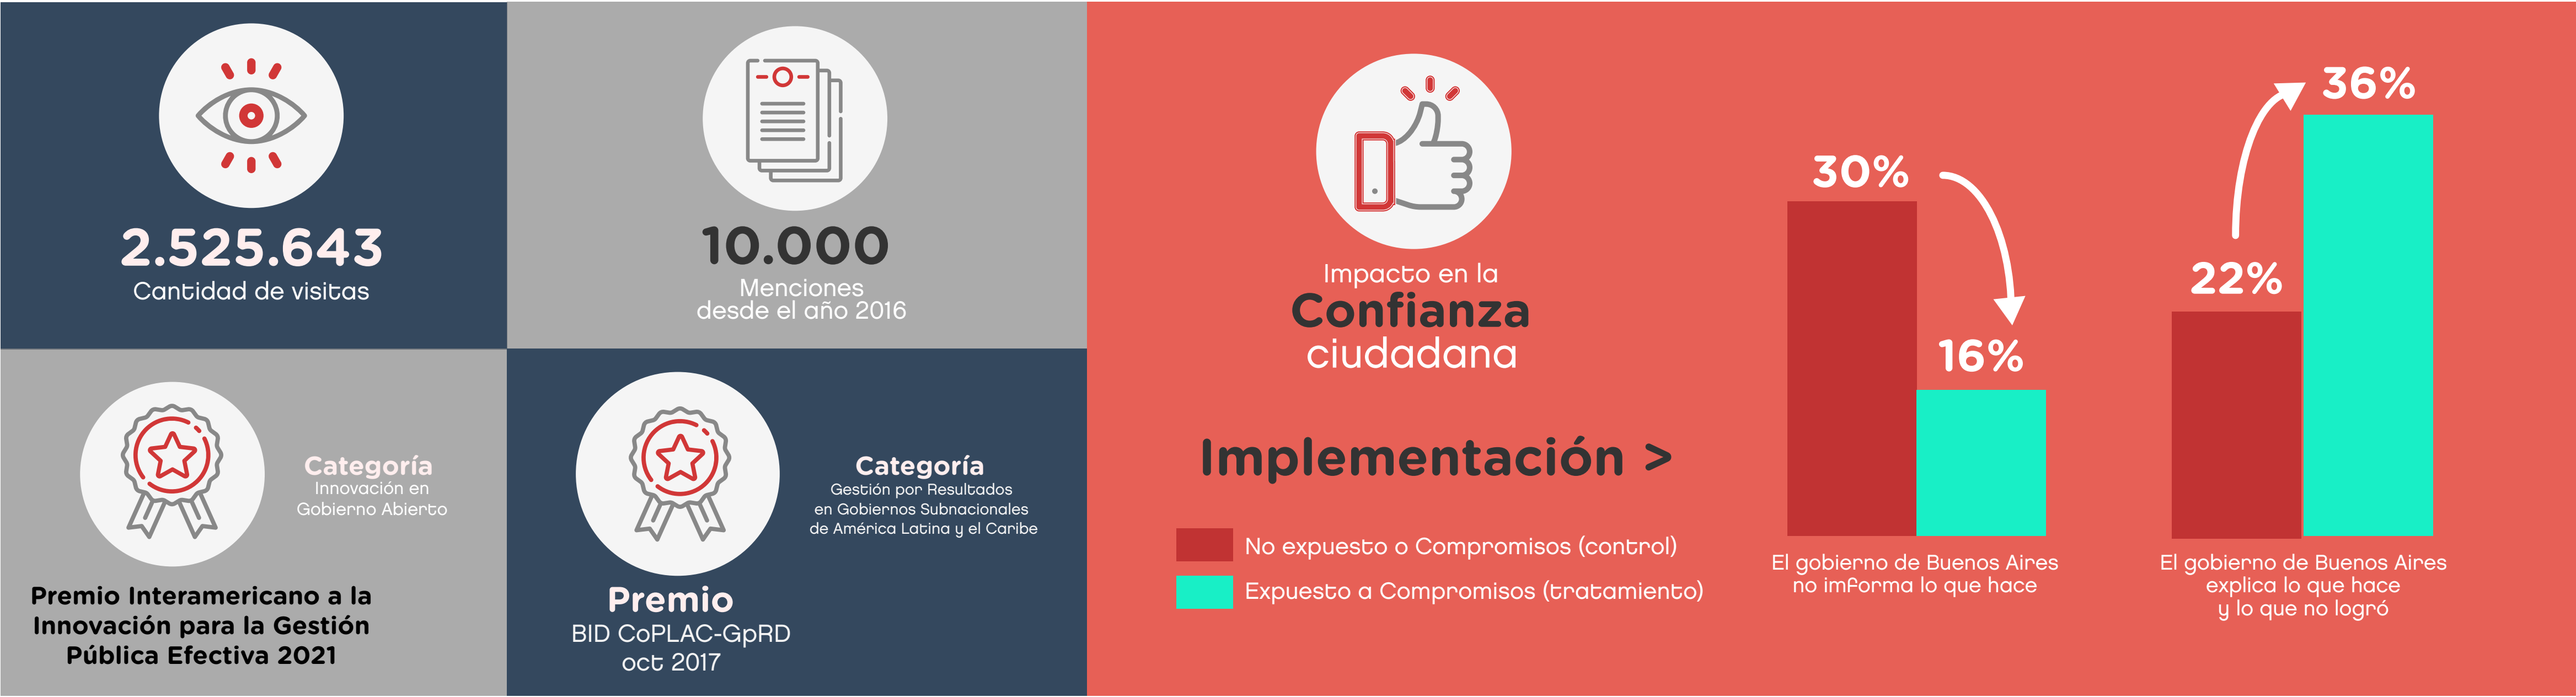 2.525.643
Cantidad de visitas
10.000
Menciones
desde el año 2016
Categoría
Innovación en
Gobierno Abierto
Premio Interamericano a la
Innovación para la Gestión
Pública Efectiva 2021
Categoría
Gestión por Resultados
en Gobiernos Subnacionales
de América Latina y el Caribe
Premio
BID CoPLAC-GpRD
oct 2017
Impacto en la
Confianza
ciudadana
Implementación >
No expuesto o Compromisos (control)
Expuesto a Compromisos (tratamiento)
30%
16%
El gobierno de Buenos Aires
no imforma lo que hace
36%
22%
El gobierno de Buenos Aires
explica lo que hace
y lo que no logró